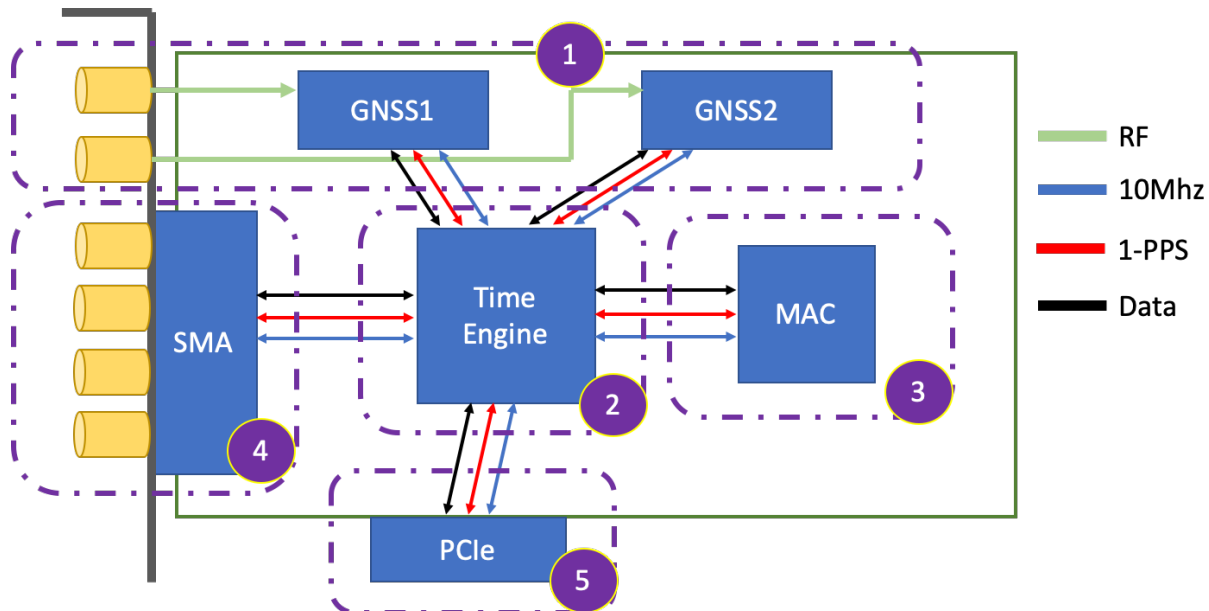 1
GNSS1
GNSS2
RF
10Mhz
1-PPS
Data
SMA
Time
Engine
MAC
2
3
4
PCIe
5